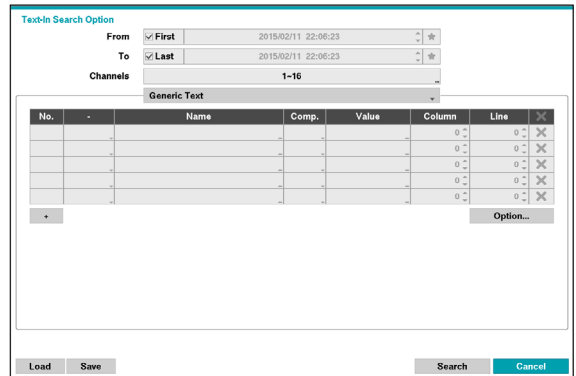 Text-In Search Option
From First 2015/02/11 22:06:23
To Last 2015/02/11 22:06:23
Channels 1~16 ...
Generic Text
No. - Name Comp. Value Column Line
0 0
0 0
0 0
0 0
+ Option...
Load Save Search Cancel